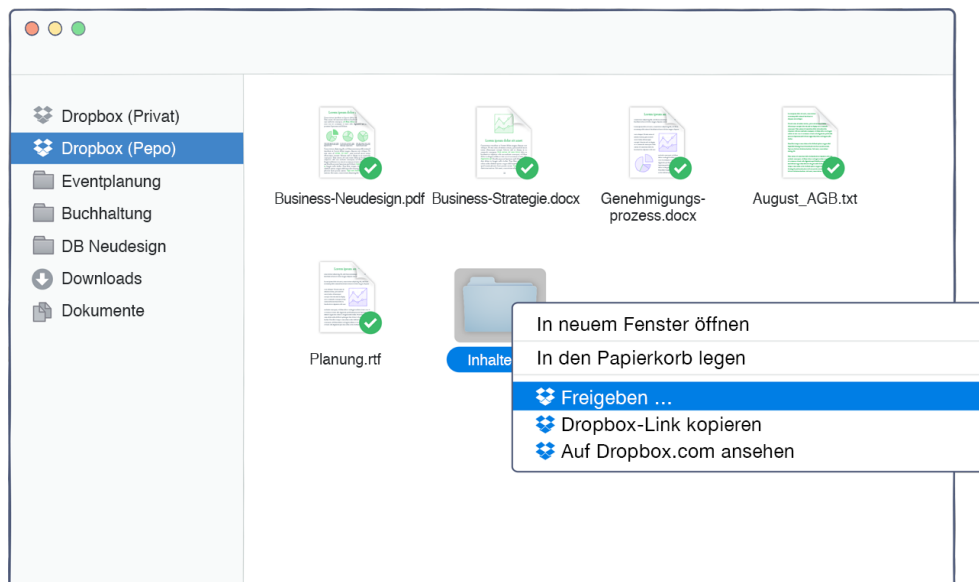 Dropbox (Privat)
Dropbox (Pepo)
Eventplanung
Buchhaltung
DB Neudesign
Downloads
Dokumente
Business-Neudesign.pdf
Business-Strategie.docx
Genehmigungs-
prozess.docx
August_AGB.txt
Planung.rtf
Inhalte
In neuem Fenster öffnen
In den Papierkorb legen
Freigeben ...
Dropbox-Link kopieren
Auf Dropbox.com ansehen